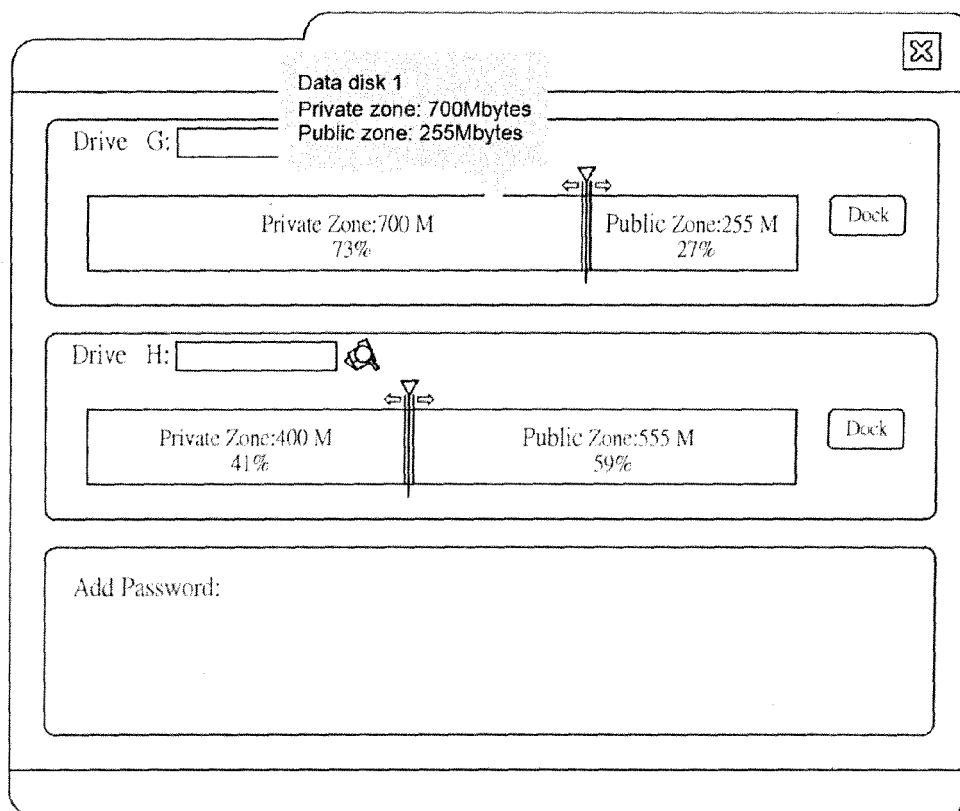 Data disk 1
Private zone: 700Mbytes
Public zone: 255Mbytes
Drive G:
Private Zone:700 M
73%
Public Zone:255 M
27%
Dock
Drive H:
Private Zone:400 M
41%
Public Zone:555 M
59%
Dock
Add Password: